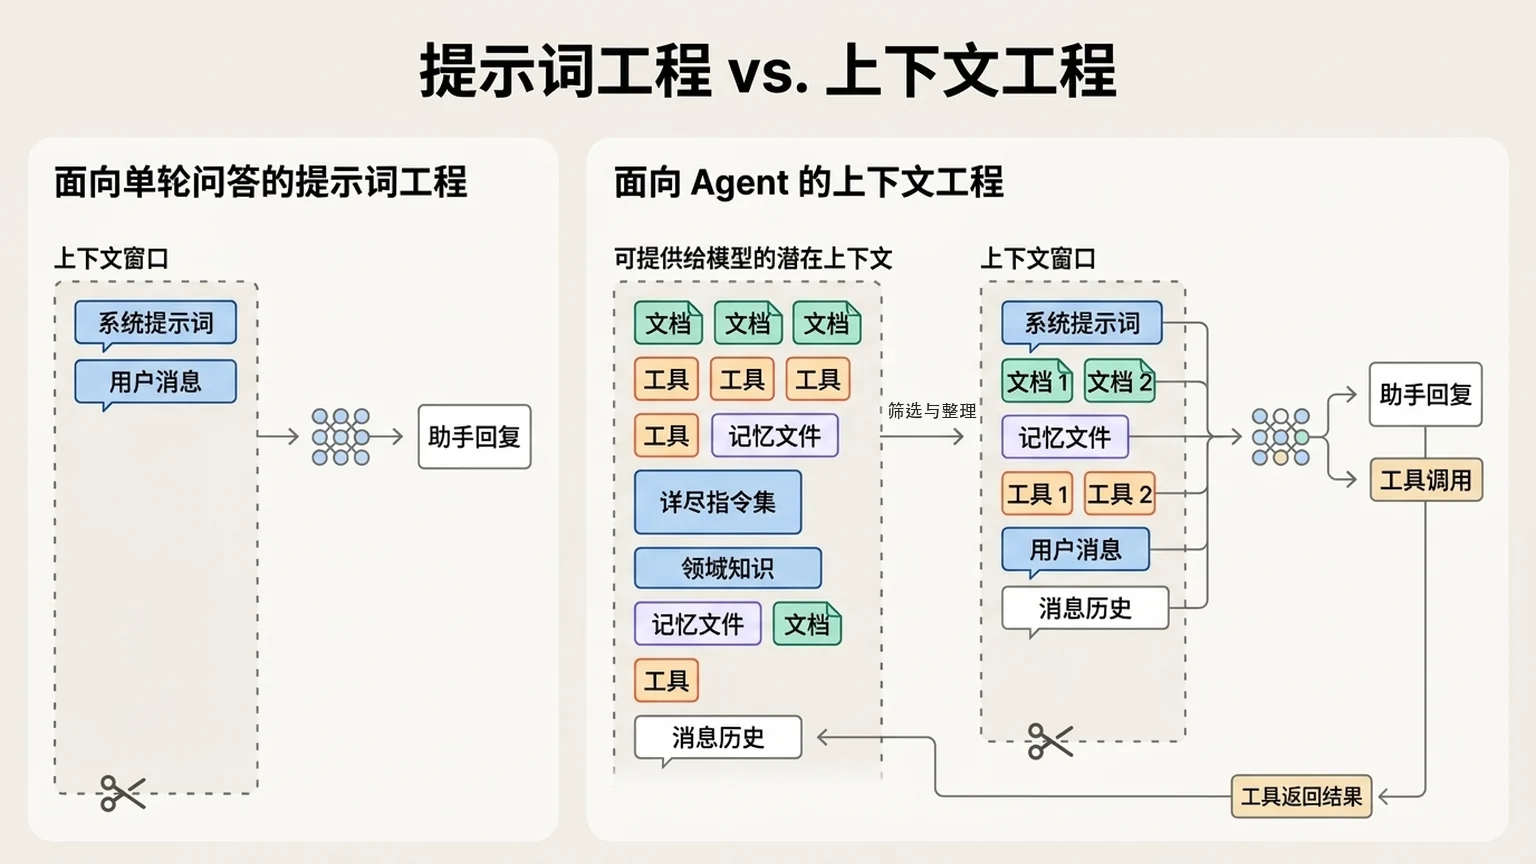 提示词工程 vs. 上下文工程
面向单轮问答的提示词工程
上下文窗口
系统提示词
用户消息
助手回复
面向 Agent 的上下文工程
可提供给模型的潜在上下文
文档 文档 文档
工具 工具 工具
工具 记忆文件
详尽指令集
领域知识
记忆文件 文档
工具
消息历史
筛选与整理
上下文窗口
系统提示词
文档 1 文档 2
记忆文件
工具 1 工具 2
用户消息
消息历史
助手回复
工具调用
工具返回结果